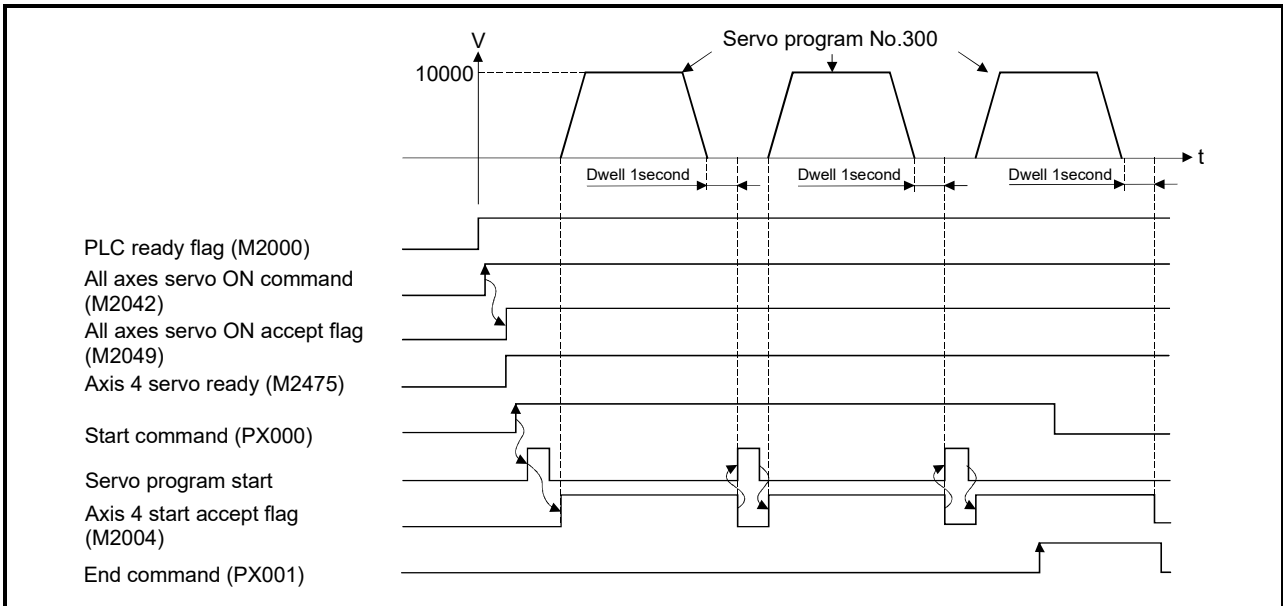 V
Servo program No.300
10000
t
Dwell 1second
Dwell 1second
Dwell 1second
PLC ready flag (M2000)
All axes servo ON command
(M2042)
All axes servo ON accept flag
(M2049)
Axis 4 servo ready (M2475)
Start command (PX000)
Servo program start
Axis 4 start accept flag
(M2004)
End command (PX001)